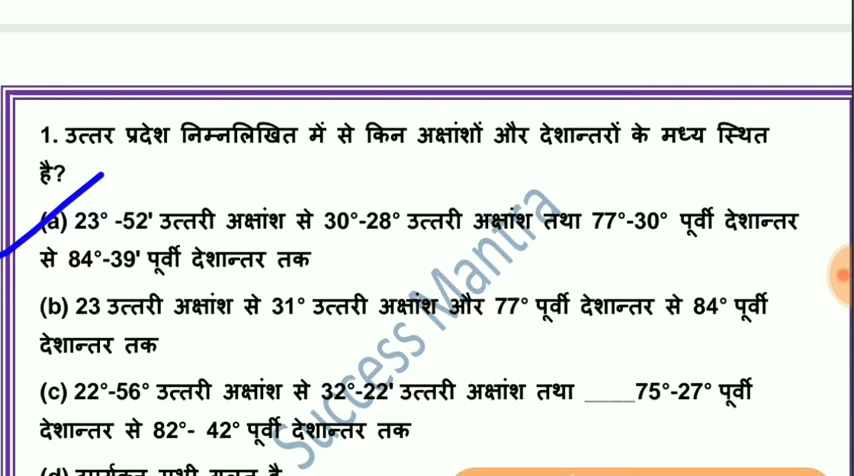 1. उत्तर प्रदेश निम्नलिखित में से किन अक्षांशों और देशान्तरों के मध्य स्थित
है?
(a) 23° -52' उत्तरी अक्षांश से 30°-28° उत्तरी अक्षांश तथा 77°-30° पूर्वी देशान्तर
से 84°-39' पूर्वी देशान्तर तक
(b) 23 उत्तरी अक्षांश से 31° उत्तरी अक्षांश और 77° पूर्वी देशान्तर से 84° पूर्वी
देशान्तर तक
(c) 22°-56° उत्तरी अक्षांश से 32°-22' उत्तरी अक्षांश तथा ____75°-27° पूर्वी
देशान्तर से 82°- 42° पूर्वी देशान्तर तक
Success Mantra